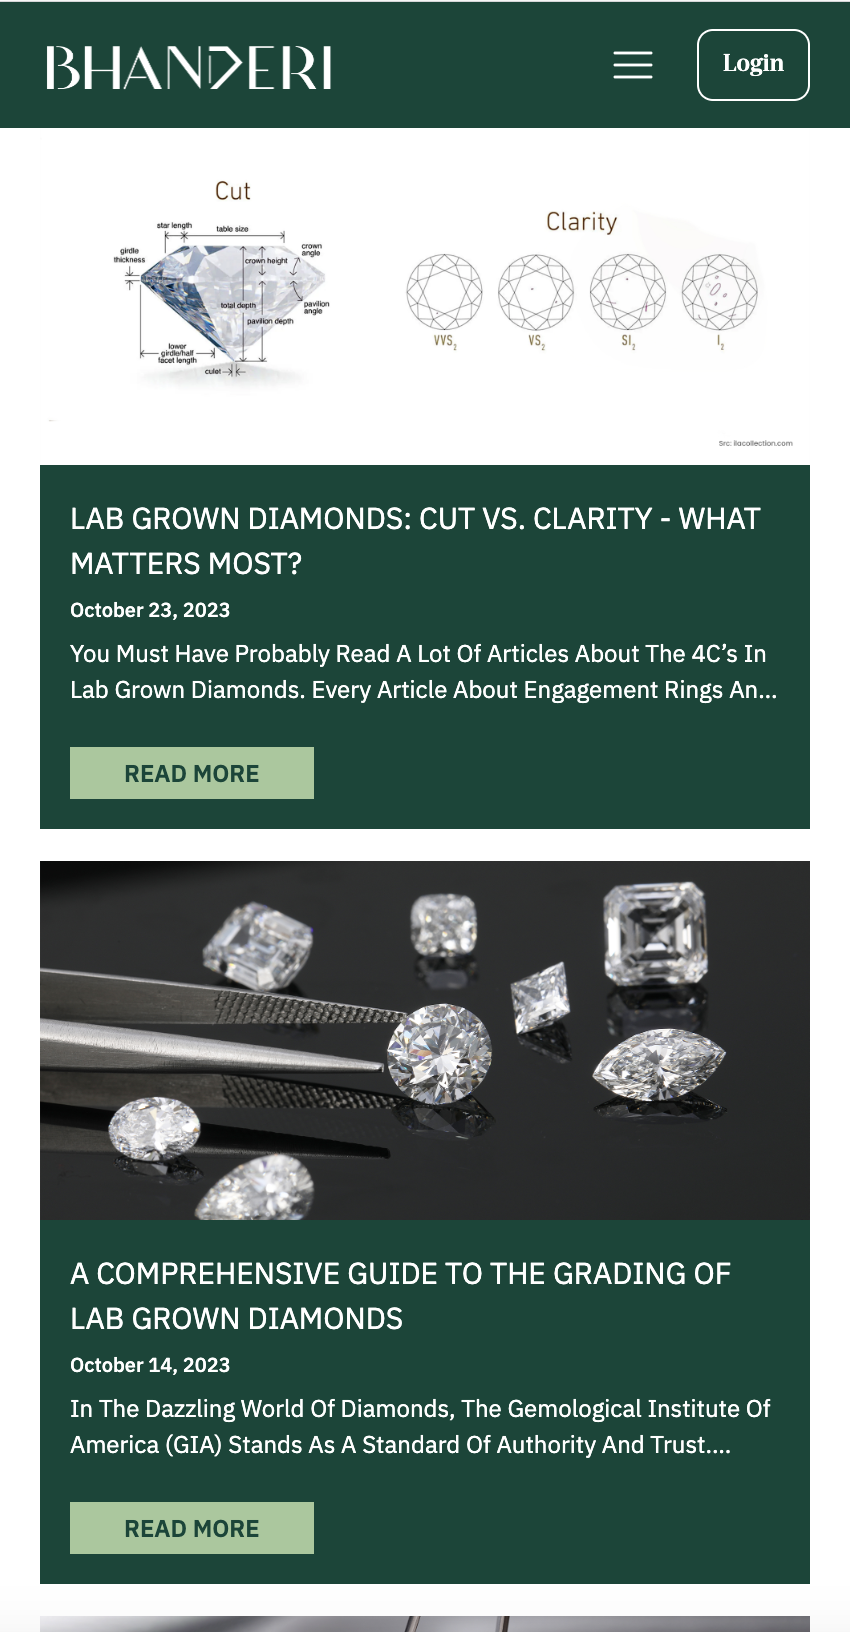 BHANDERI
Login
Cut
star length
table size
girdle
thickness
crown
angle
crown height
total depth
pavilion
angle
pavilion depth
lower
girdle/half
facet length
culet
Clarity
VVS2
VS2
SI2
I2
Src: ilacollection.com
LAB GROWN DIAMONDS: CUT VS. CLARITY - WHAT
MATTERS MOST?
October 23, 2023
You Must Have Probably Read A Lot Of Articles About The 4C’s In
Lab Grown Diamonds. Every Article About Engagement Rings An...
READ MORE
A COMPREHENSIVE GUIDE TO THE GRADING OF
LAB GROWN DIAMONDS
October 14, 2023
In The Dazzling World Of Diamonds, The Gemological Institute Of
America (GIA) Stands As A Standard Of Authority And Trust....
READ MORE